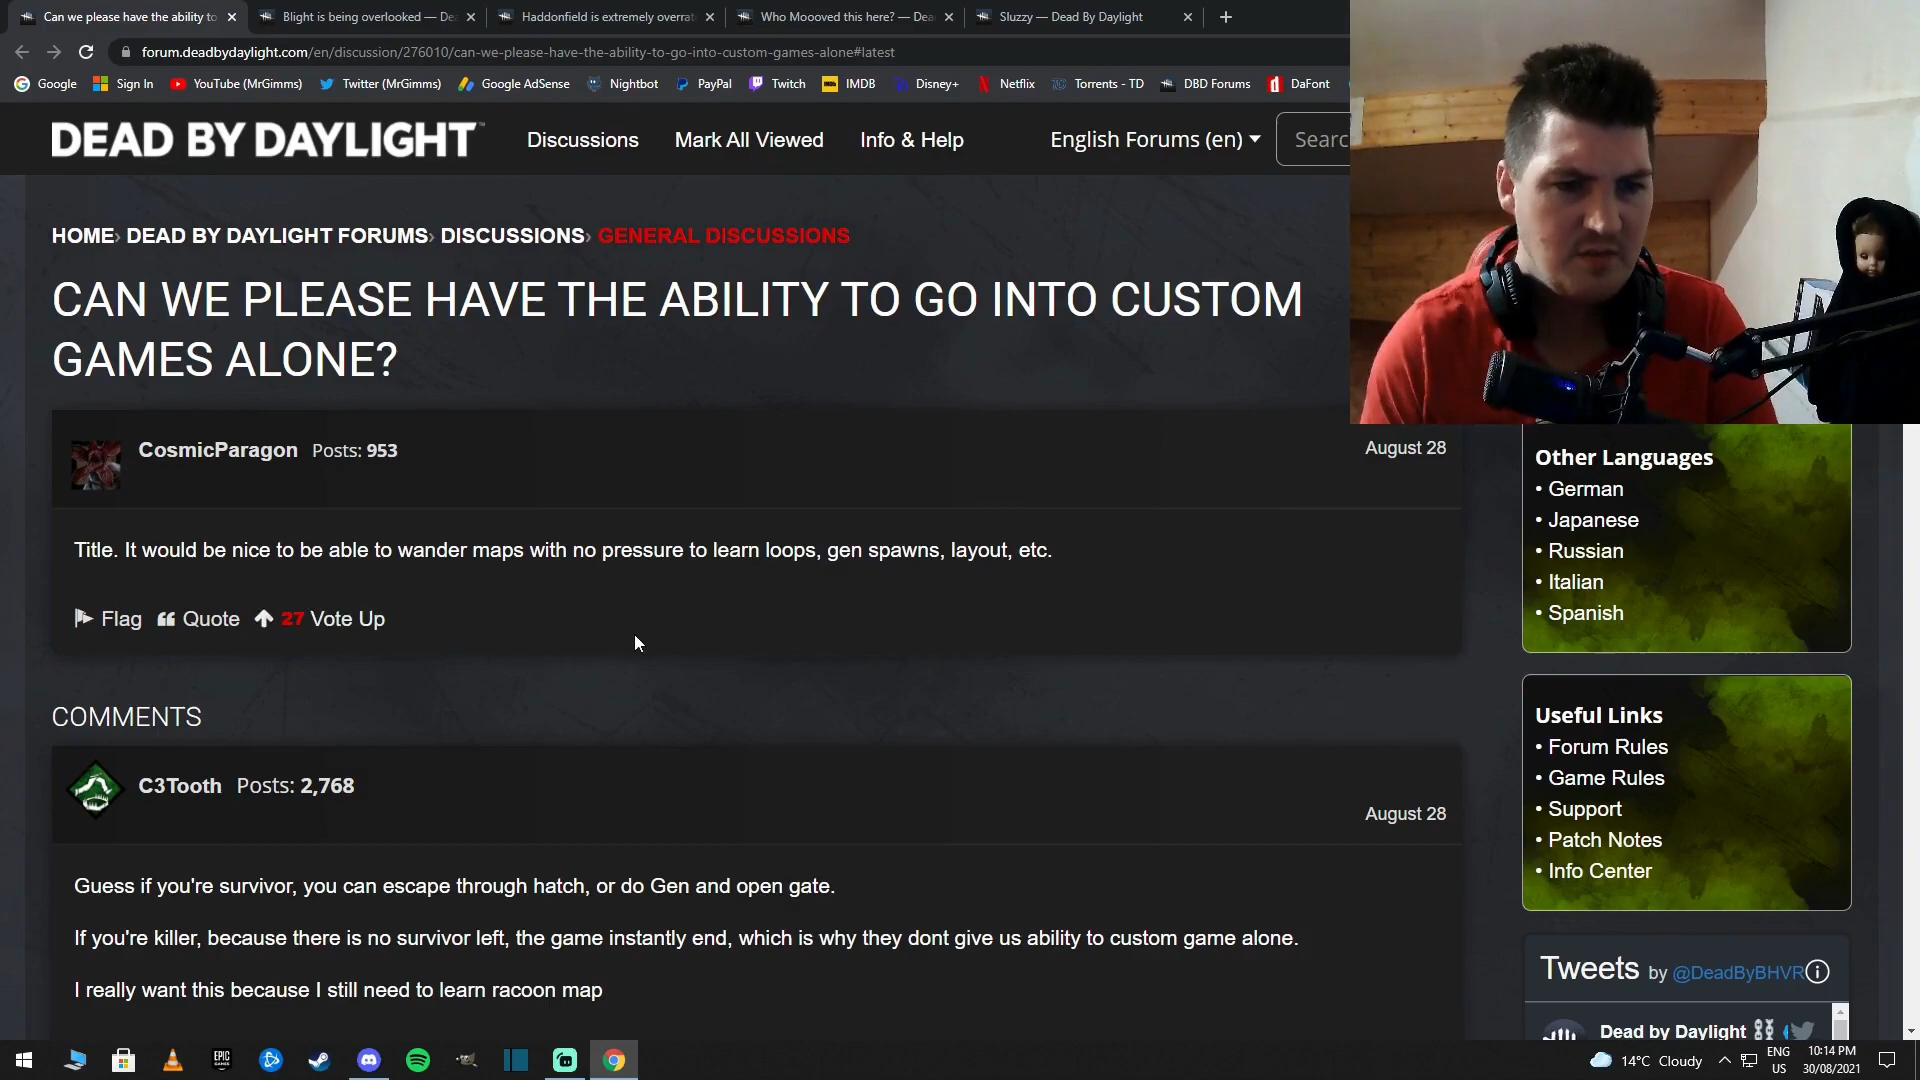 Can we please have the ability to
Blight is being overlooked — De
Haddonfield is extremely overrat
Who Moooved this here? — Dea
Sluzzy — Dead By Daylight
forum.deadbydaylight.com/en/discussion/276010/can-we-please-have-the-ability-to-go-into-custom-games-alone#latest
Google
Sign In
YouTube (MrGimms)
Twitter (MrGimms)
Google AdSense
Nightbot
PayPal
Twitch
IMDB
Disney+
Netflix
Torrents - TD
DBD Forums
DaFont
DEAD BY DAYLIGHT™
Discussions
Mark All Viewed
Info & Help
English Forums (en)
Searc
HOME› DEAD BY DAYLIGHT FORUMS› DISCUSSIONS› GENERAL DISCUSSIONS
CAN WE PLEASE HAVE THE ABILITY TO GO INTO CUSTOM
GAMES ALONE?
CosmicParagon Posts: 953
August 28
Title. It would be nice to be able to wander maps with no pressure to learn loops, gen spawns, layout, etc.
Flag Quote 27 Vote Up
COMMENTS
C3Tooth Posts: 2,768
August 28
Guess if you're survivor, you can escape through hatch, or do Gen and open gate.
If you're killer, because there is no survivor left, the game instantly end, which is why they dont give us ability to custom game alone.
I really want this because I still need to learn racoon map
Other Languages
• German
• Japanese
• Russian
• Italian
• Spanish
Useful Links
• Forum Rules
• Game Rules
• Support
• Patch Notes
• Info Center
Tweets by @DeadByBHVR
Dead by Daylight
EPIC
GAMES
14°C Cloudy
ENG
US
10:14 PM
30/08/2021